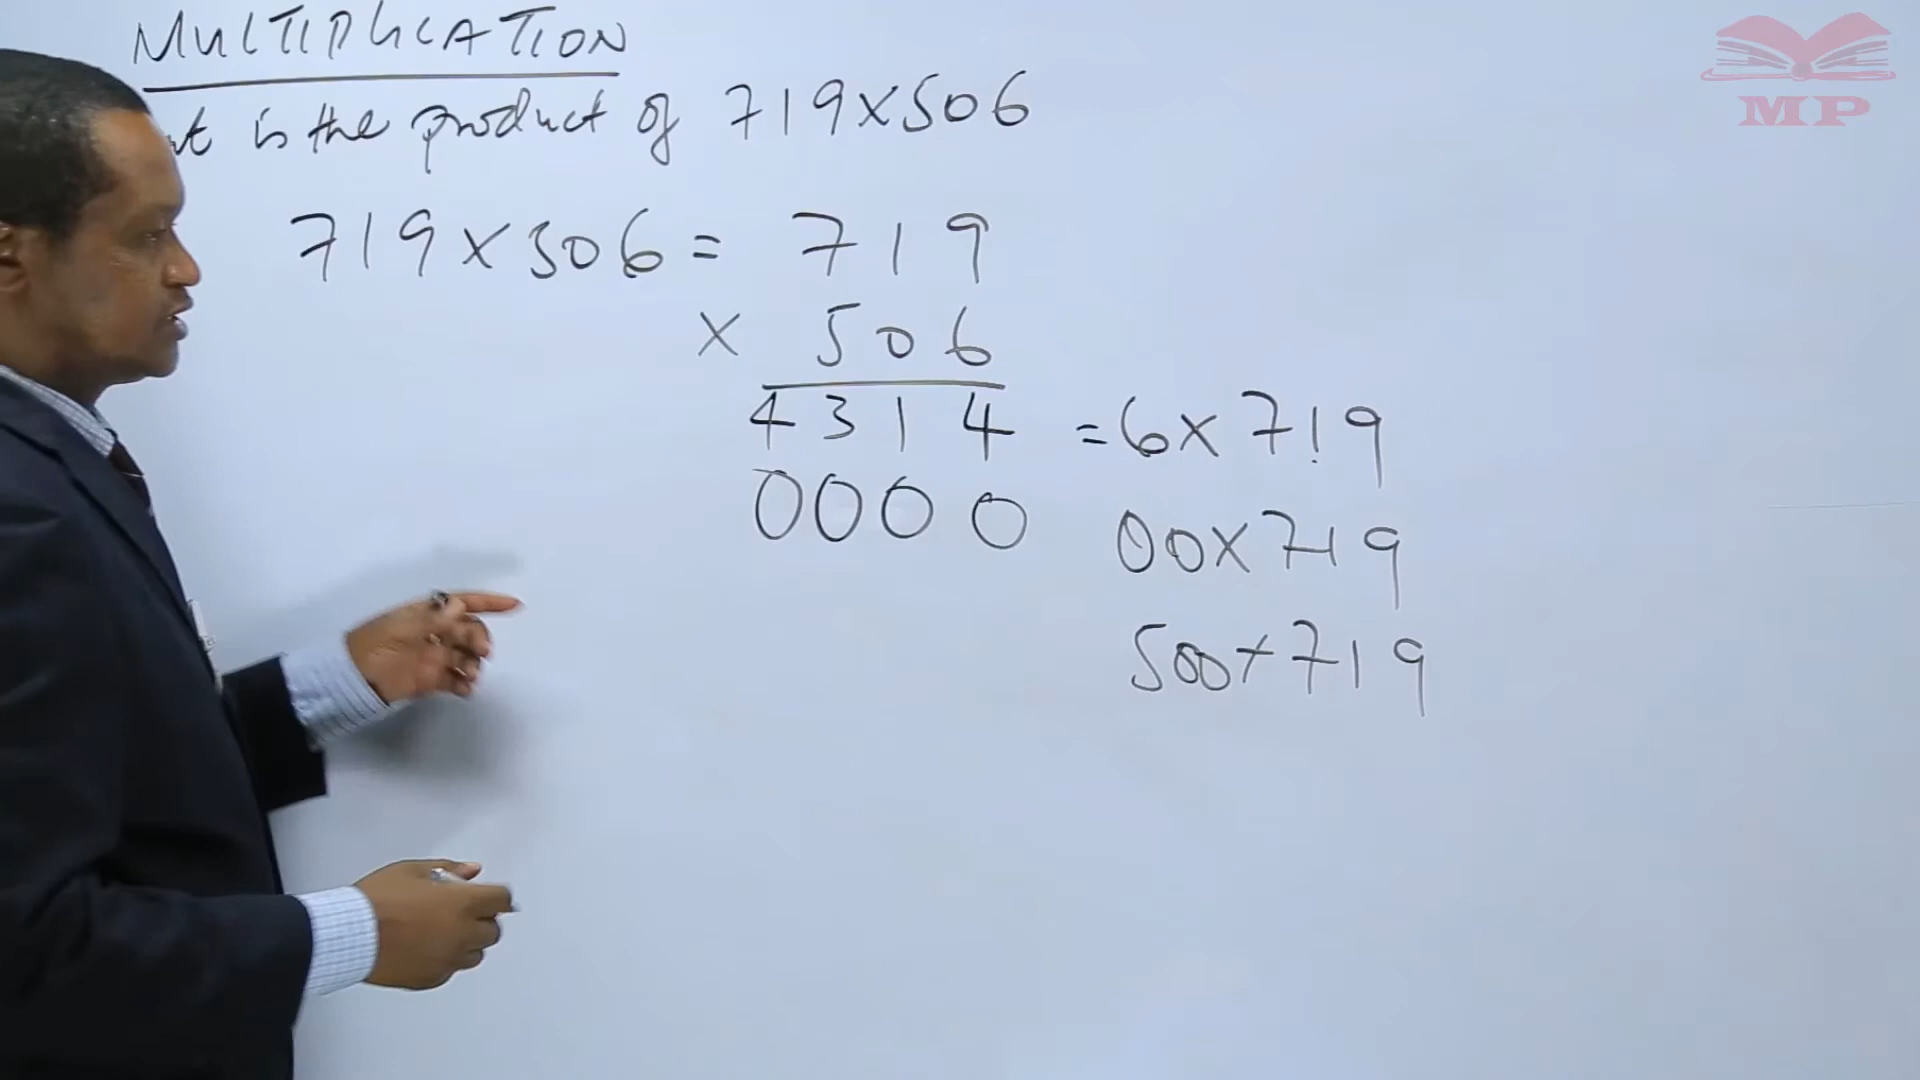 MULTIPLICATION
is the product of 719×506
719×506 = 719
× 506
4314 = 6×719
0000 00×719
500×719
MP